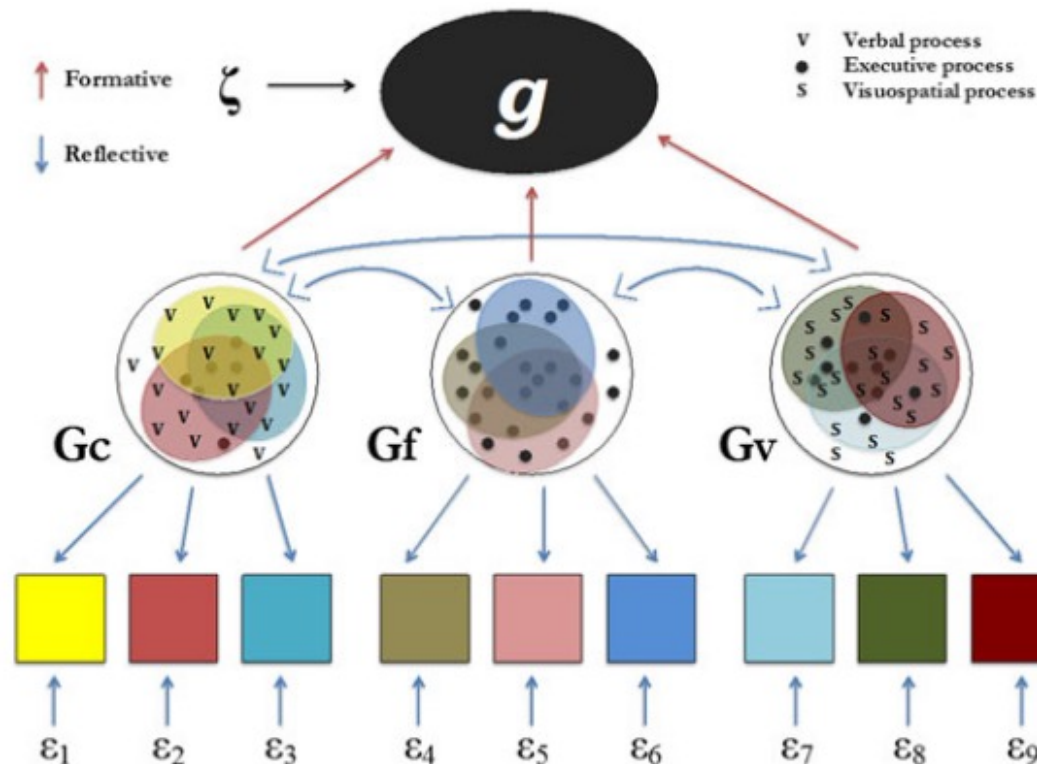 Formative
Reflective
ζ
g
V Verbal process
● Executive process
S Visuospatial process
V V V V V V V V V V V V V V V V V V V
S S S S S S S S S S S S S S S S S S
Gc
Gf
Gv
ε1 ε2 ε3 ε4 ε5 ε6 ε7 ε8 ε9